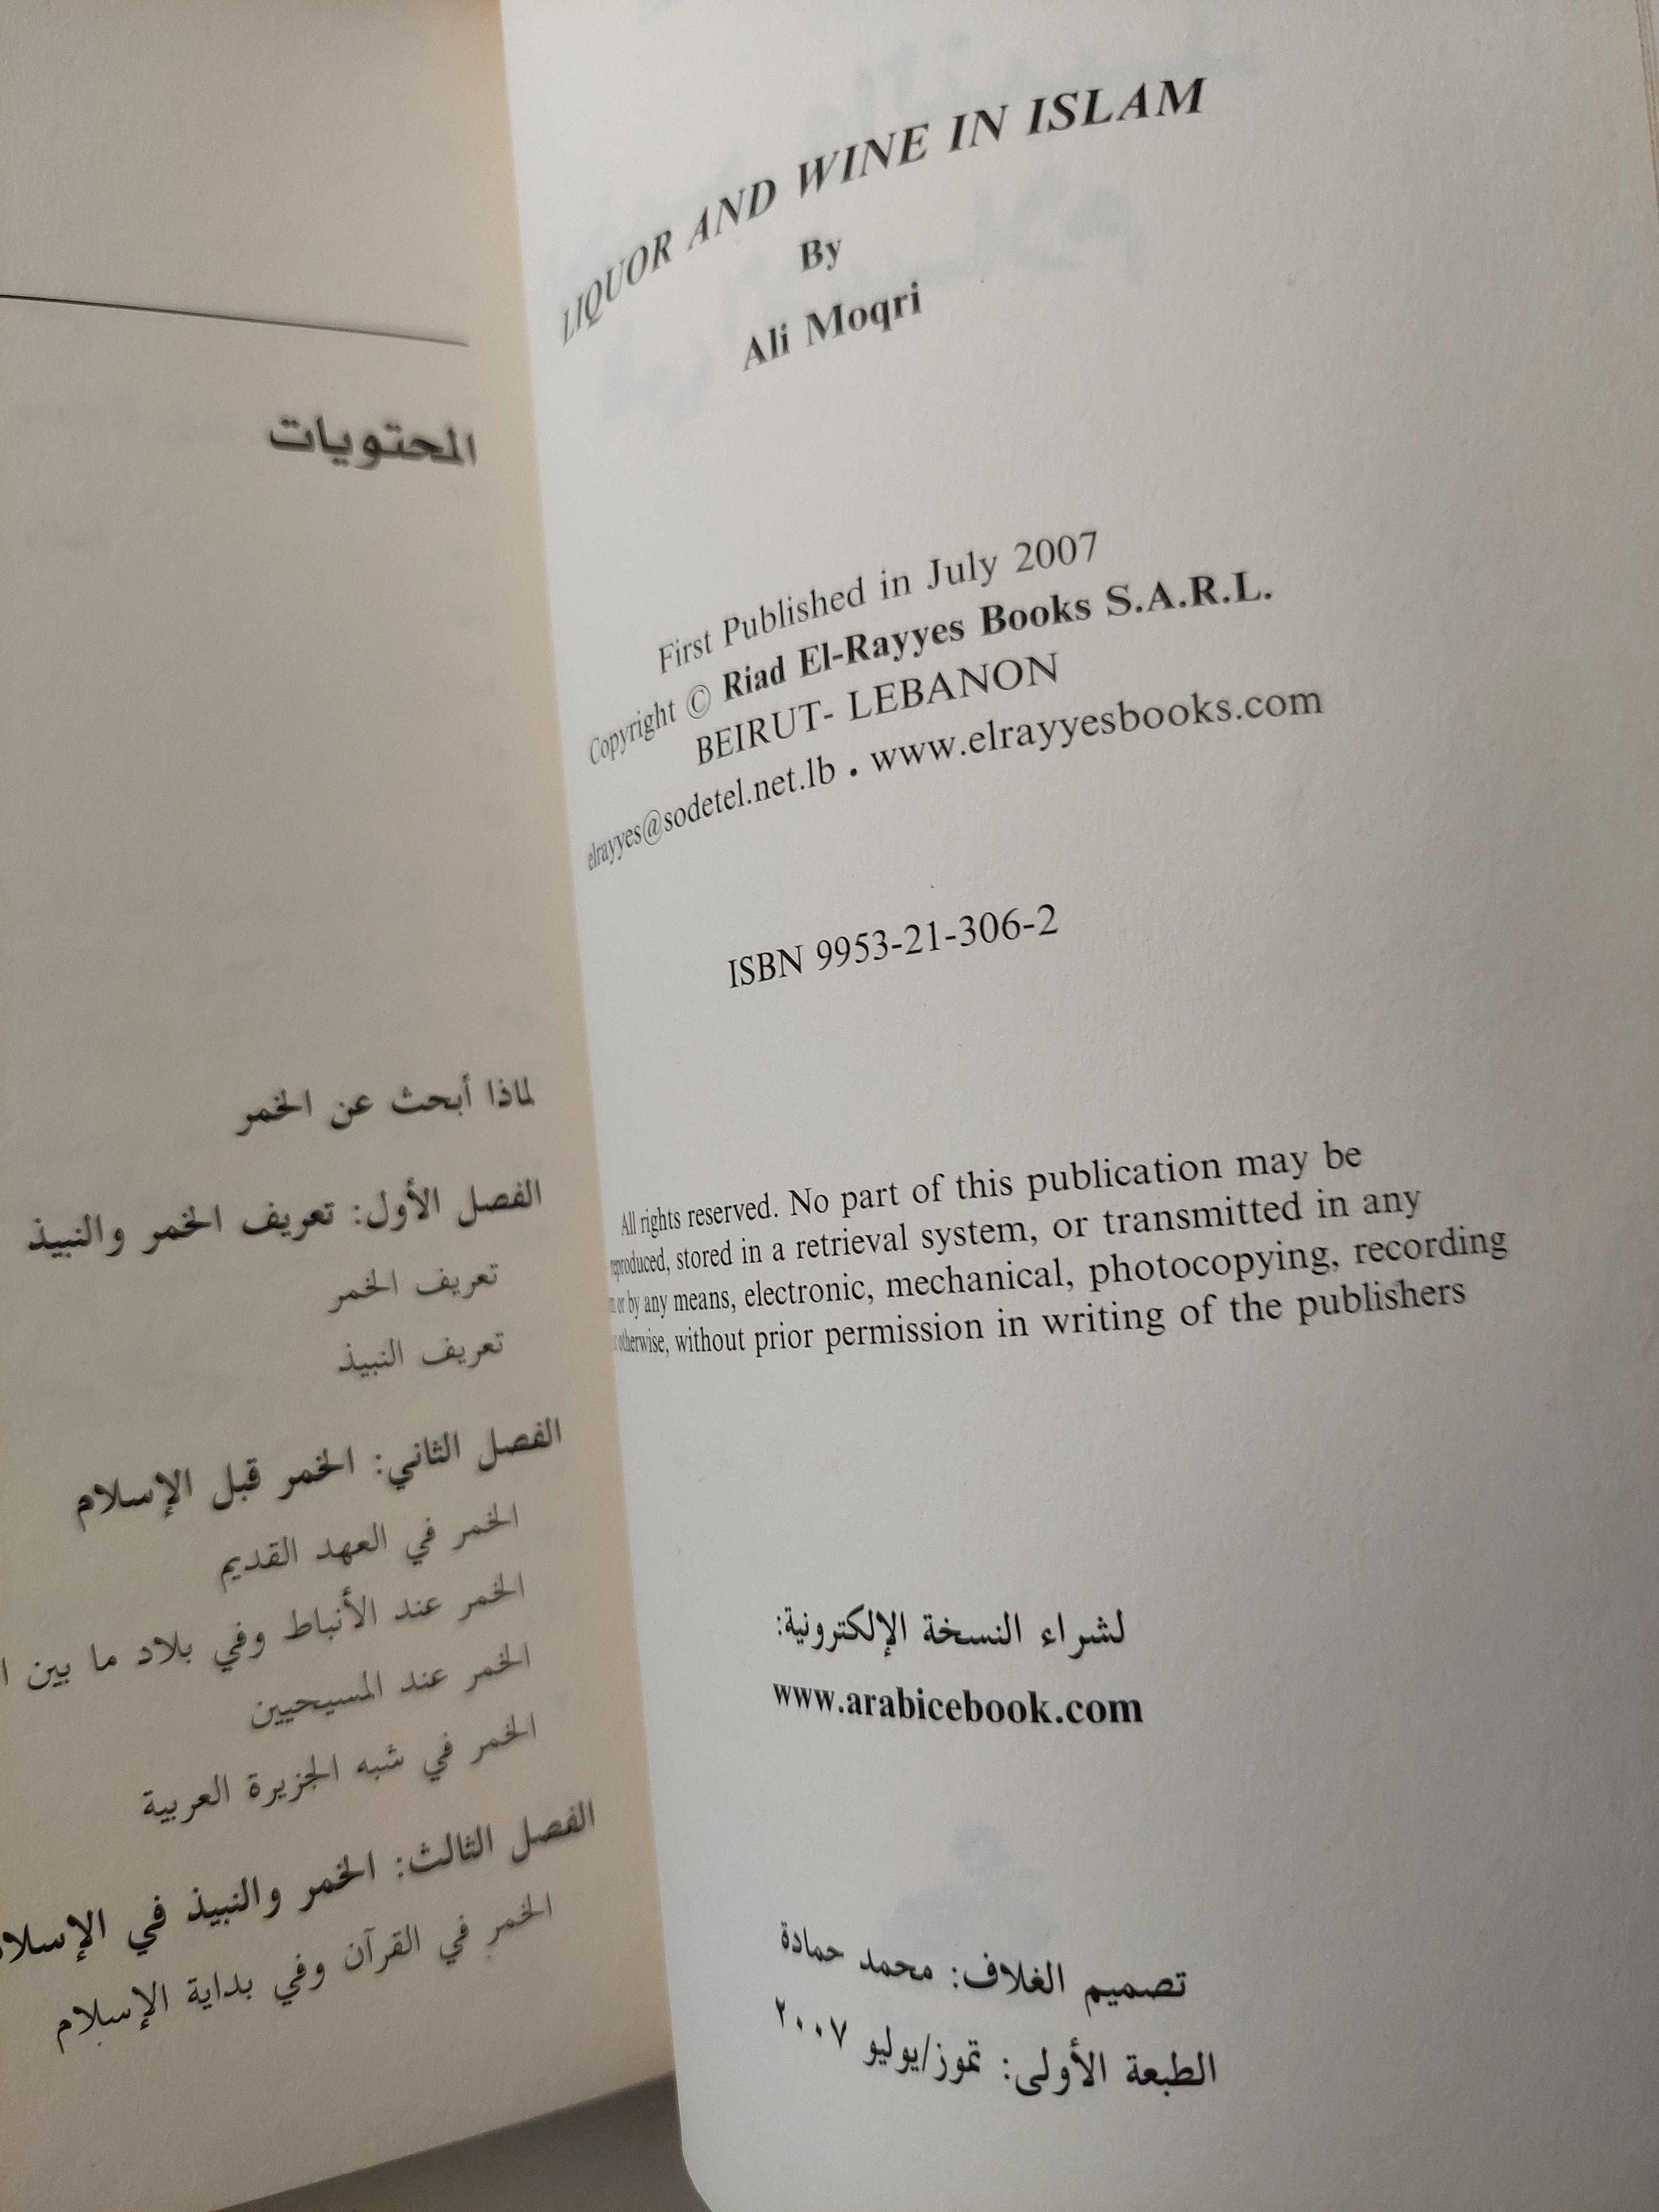 LIQUOR AND WINE IN ISLAM
By
Ali Moqri
First Published in July 2007
Copyright © Riad El-Rayyes Books S.A.R.L.
BEIRUT- LEBANON
elrayyes@sodetel.net.lb • www.elrayyesbooks.com
ISBN 9953-21-306-2
All rights reserved. No part of this publication may be
reproduced, stored in a retrieval system, or transmitted in any
or by any means, electronic, mechanical, photocopying, recording
otherwise, without prior permission in writing of the publishers
لشراء النسخة الإلكترونية:
www.arabicebook.com
تصميم الغلاف: محمد حمادة
الطبعة الأولى: تموز/يوليو ٢٠٠٧
المحتويات
لماذا أبحث عن الخمر
الفصل الأول: تعريف الخمر والنبيذ
تعريف الخمر
تعريف النبيذ
الفصل الثاني: الخمر قبل الإسلام
الخمر في العهد القديم
الخمر عند الأنباط وفي بلاد ما بين
الخمر عند المسيحيين
الخمر في شبه الجزيرة العربية
الفصل الثالث: الخمر والنبيذ في الإسلام
الخمر في القرآن وفي بداية الإسلام